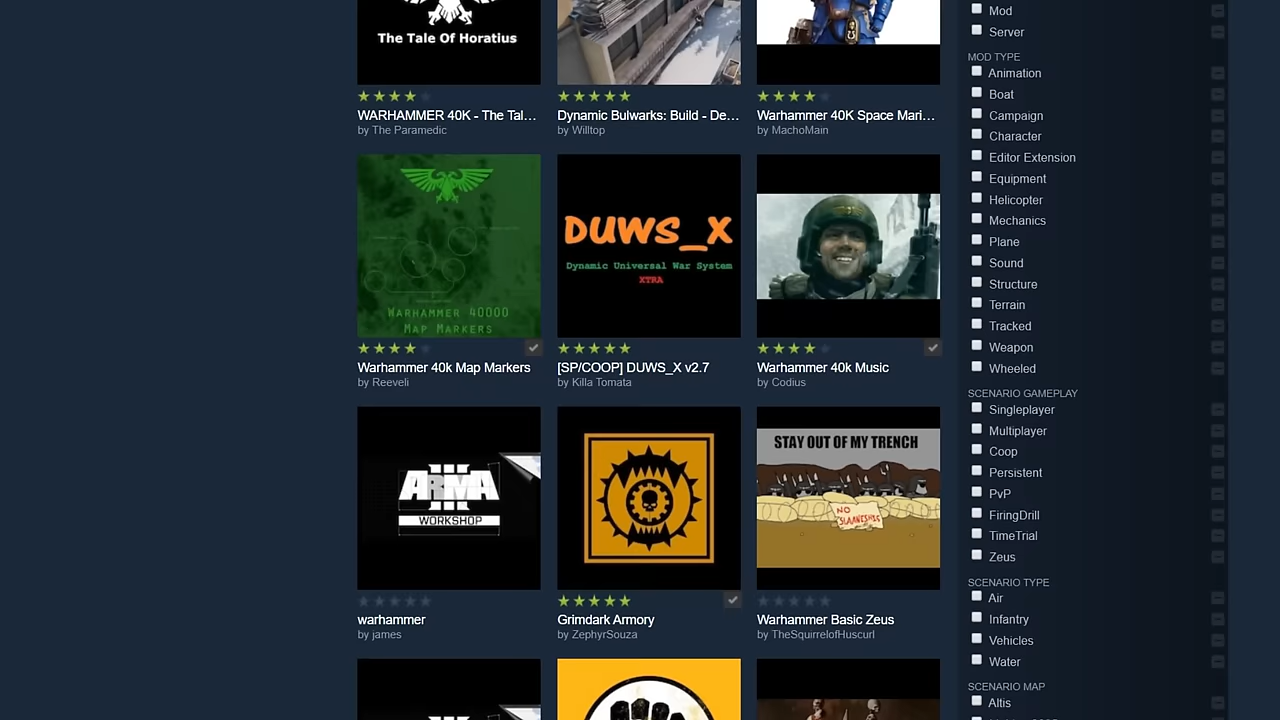 The Tale Of Horatius
WARHAMMER 40K - The Tal...
by The Paramedic
Dynamic Bulwarks: Build - De...
by Willtop
Warhammer 40K Space Mari...
by MachoMain
WARHAMMER 40000
MAP MARKERS
Warhammer 40k Map Markers
by Reeveli
DUWS_X
Dynamic Universal War System
XTRA
[SP/COOP] DUWS_X v2.7
by Killa Tomata
Warhammer 40k Music
by Codius
ARMA
III
WORKSHOP
warhammer
by james
Grimdark Armory
by ZephyrSouza
STAY OUT OF MY TRENCH
NO
SLAANESHIS
Warhammer Basic Zeus
by TheSquirrelofHuscurl
Mod
Server
MOD TYPE
Animation
Boat
Campaign
Character
Editor Extension
Equipment
Helicopter
Mechanics
Plane
Sound
Structure
Terrain
Tracked
Weapon
Wheeled
SCENARIO GAMEPLAY
Singleplayer
Multiplayer
Coop
Persistent
PvP
FiringDrill
TimeTrial
Zeus
SCENARIO TYPE
Air
Infantry
Vehicles
Water
SCENARIO MAP
Altis